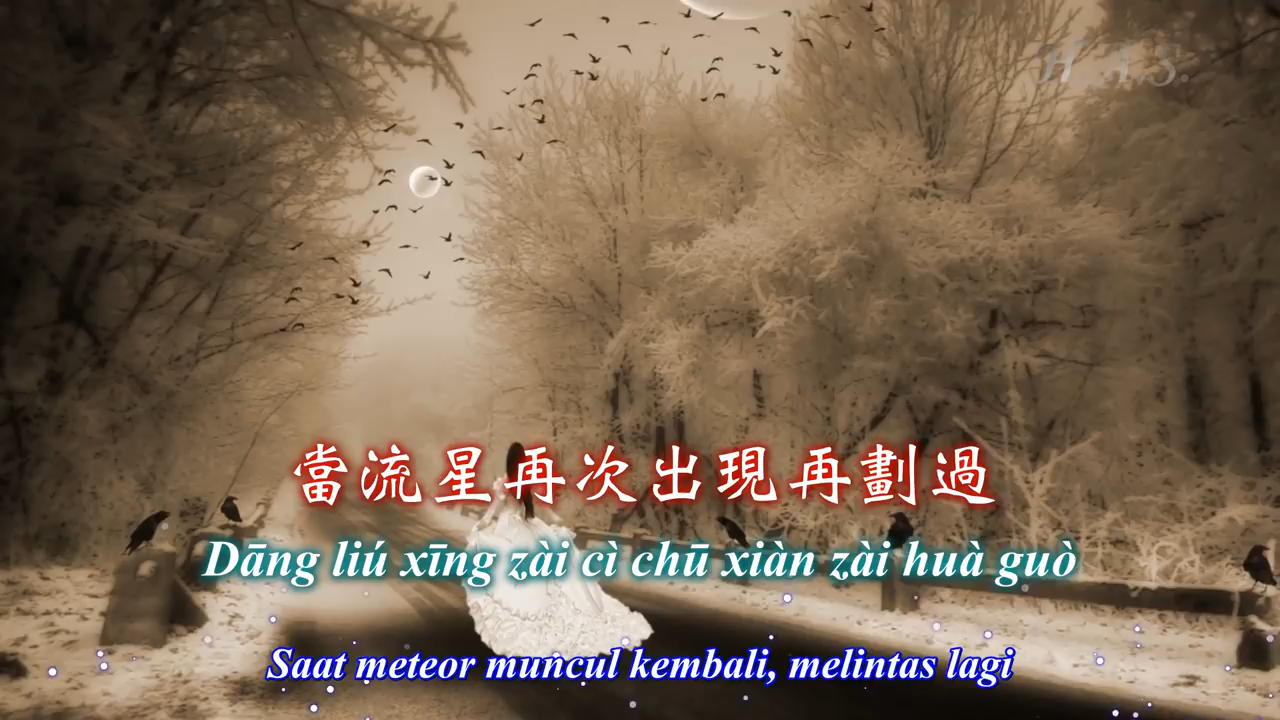 H.A.S.
當流星再次出現再劃過
Dāng liú xīng zài cì chū xiàn zài huà guò
Saat meteor muncul kembali, melintas lagi